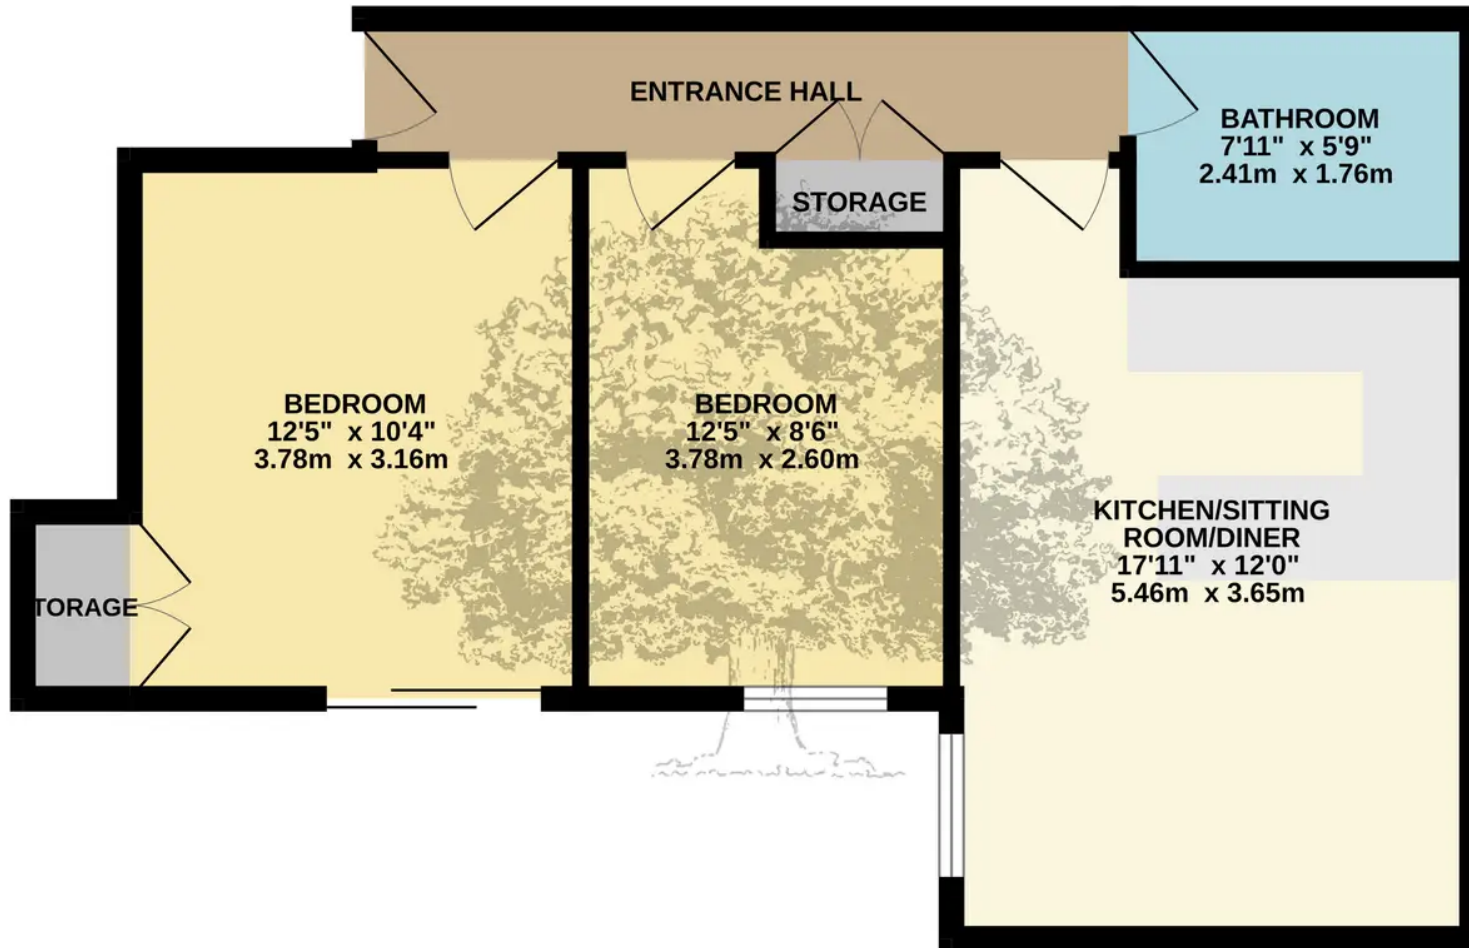 ENTRANCE HALL
BATHROOM
7'11" x 5'9"
2.41m x 1.76m
STORAGE
BEDROOM
12'5" x 10'4"
3.78m x 3.16m
BEDROOM
12'5" x 8'6"
3.78m x 2.60m
KITCHEN/SITTING
ROOM/DINER
17'11" x 12'0"
5.46m x 3.65m
TORAGE